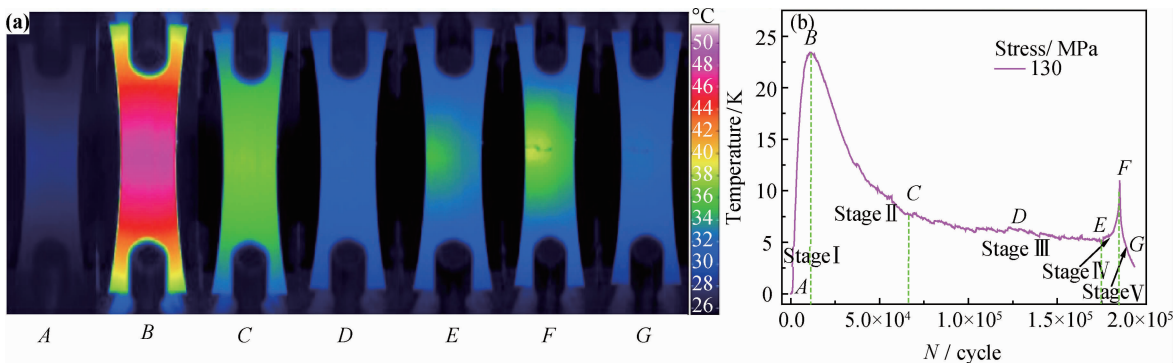 (a)
°C
50
48
46
44
42
40
38
36
34
32
30
28
26
A B C D E F G
(b)
Temperature / K
25
20
15
10
5
0
Stress/ MPa
130
B
F
C
D
E
G
A
Stage I
Stage Ⅱ
Stage Ⅲ
Stage Ⅳ
Stage Ⅴ
0.0 5.0×10⁴ 1.0×10⁵ 1.5×10⁵ 2.0×10⁵
N / cycle